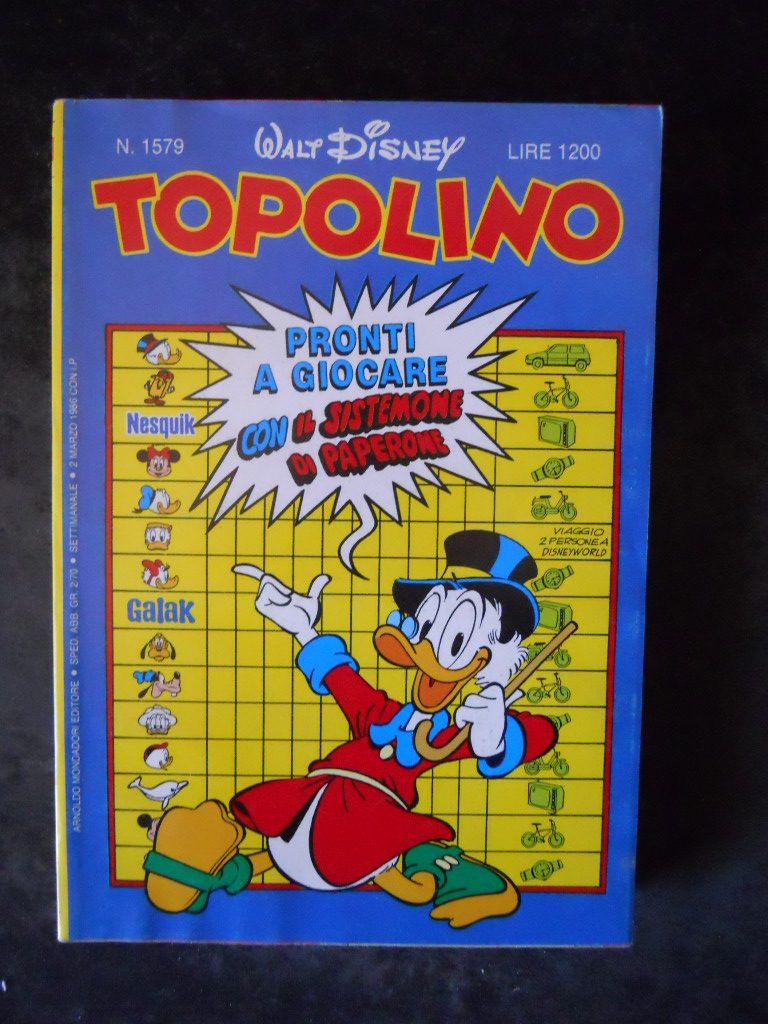 N. 1579
WALT DISNEY
LIRE 1200
TOPOLINO
PRONTI
A GIOCARE
CON IL SISTEMONE
DI PAPERONE
Nesquik
Galak
VIAGGIO
2 PERSONE A
DISNEYWORLD
ARNOLDO MONDADORI EDITORE • SPED. ABB. GR. 2/70 • SETTIMANALE • 2 MARZO 1986 CON I.P